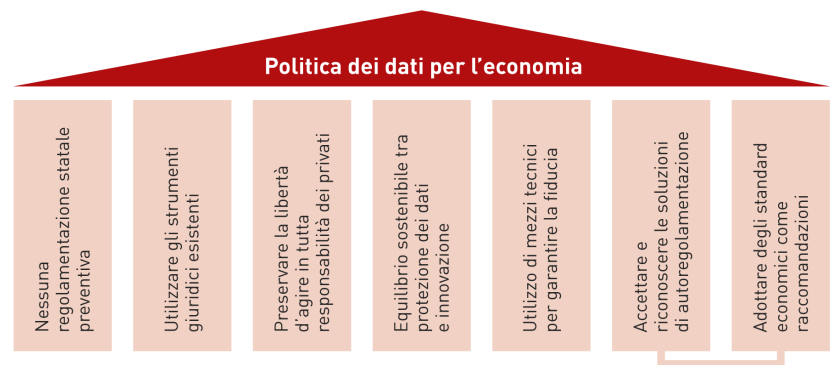 Politica dei dati per l’economia
Nessuna
regolamentazione statale
preventiva
Utilizzare gli strumenti
giuridici esistenti
Preservare la libertà
d’agire in tutta
responsabilità dei privati
Equilibrio sostenibile tra
protezione dei dati
e innovazione
Utilizzo di mezzi tecnici
per garantire la fiducia
Accettare e
riconoscere le soluzioni
di autoregolamentazione
Adottare degli standard
economici come
raccomandazioni